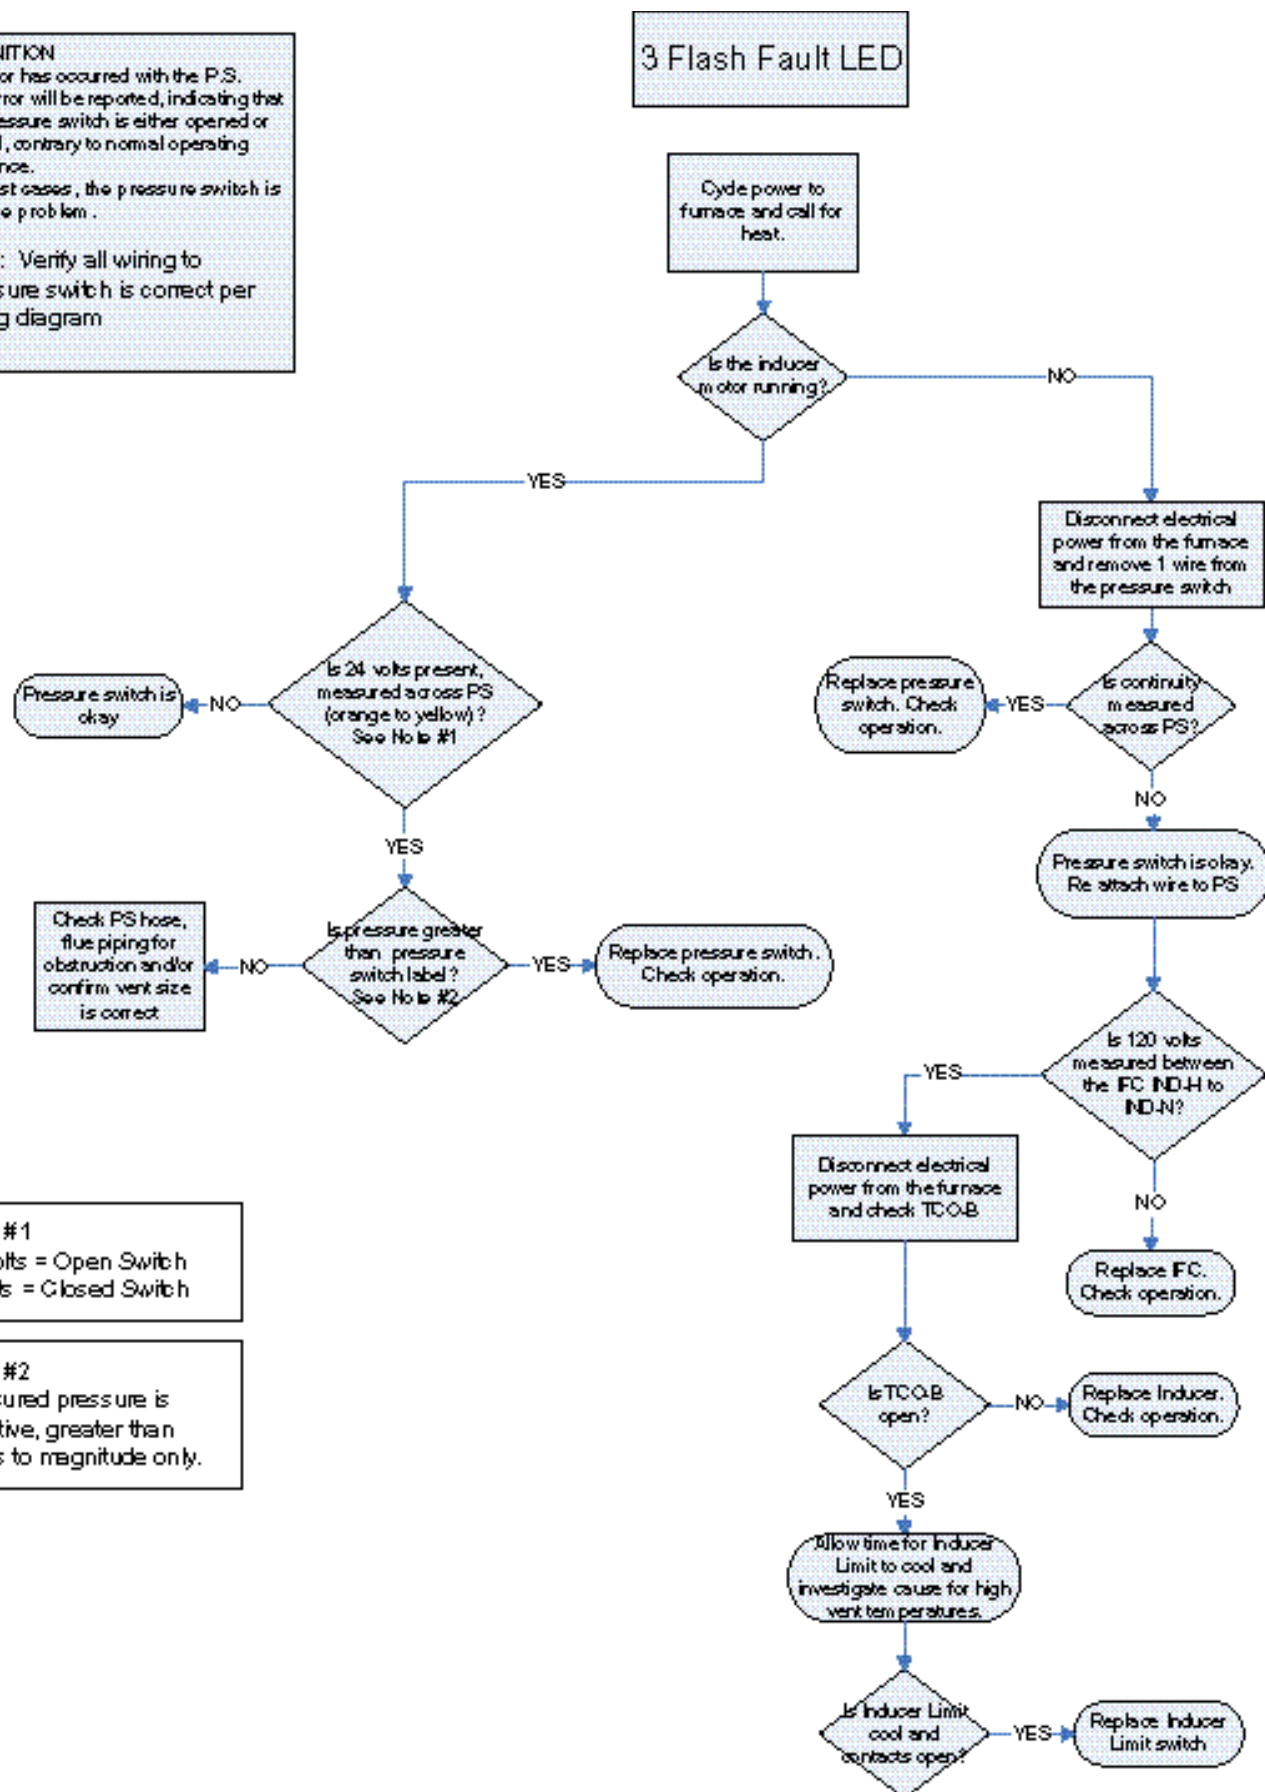 3 Flash Fault LED
NITION
or has occurred with the P.S.
rror will be reported, indicating that
essure switch is either opened or
l, contrary to normal operating
nce.
st cases, the pressure switch is
e problem.
: Verify all wiring to
sure switch is correct per
g diagram
Cycle power to
furnace and call for
heat.
Is the inducer
motor running?
NO
YES
Disconnect electrical
power from the furnace
and remove 1 wire from
the pressure switch
Is 24 volts present,
measured across PS
(orange to yellow)?
See Note #1
NO
Pressure switch is
okay
Is continuity
measured
across PS?
YES
Replace pressure
switch. Check
operation.
NO
YES
Pressure switch is okay.
Re attach wire to PS
Is pressure greater
than pressure
switch label?
See Note #2
NO
Check PS hose,
flue piping for
obstruction and/or
confirm vent size
is correct
YES
Replace pressure switch.
Check operation.
Is 120 volts
measured between
the IFC IND-H to
IND-N?
YES
Disconnect electrical
power from the furnace
and check TCO-B
NO
Replace IFC.
Check operation.
#1
olts = Open Switch
ts = Closed Switch
#2
sured pressure is
tive, greater than
s to magnitude only.
Is TCO-B
open?
NO
Replace Inducer.
Check operation.
YES
Allow time for Inducer
Limit to cool and
investigate cause for high
vent temperatures.
Is Inducer Limit
cool and
contacts open?
YES
Replace Inducer
Limit switch